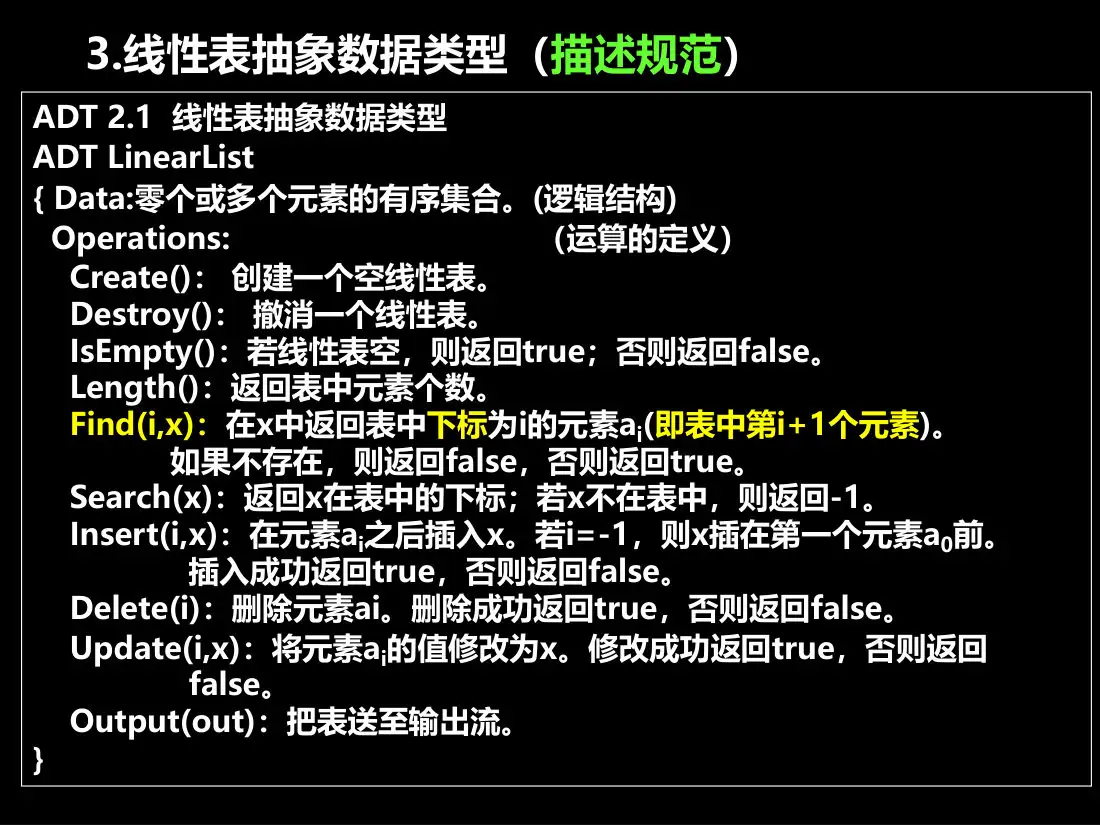 3.线性表抽象数据类型（描述规范）
ADT 2.1 线性表抽象数据类型
ADT LinearList
{ Data:零个或多个元素的有序集合。(逻辑结构)
Operations: （运算的定义）
Create()： 创建一个空线性表。
Destroy()： 撤消一个线性表。
IsEmpty()：若线性表空，则返回true；否则返回false。
Length()：返回表中元素个数。
Find(i,x)：在x中返回表中下标为i的元素ai(即表中第i+1个元素)。
如果不存在，则返回false，否则返回true。
Search(x)：返回x在表中的下标；若x不在表中，则返回-1。
Insert(i,x)：在元素ai之后插入x。若i=-1，则x插在第一个元素a0前。
插入成功返回true，否则返回false。
Delete(i)：删除元素ai。删除成功返回true，否则返回false。
Update(i,x)：将元素ai的值修改为x。修改成功返回true，否则返回
false。
Output(out)：把表送至输出流。
}